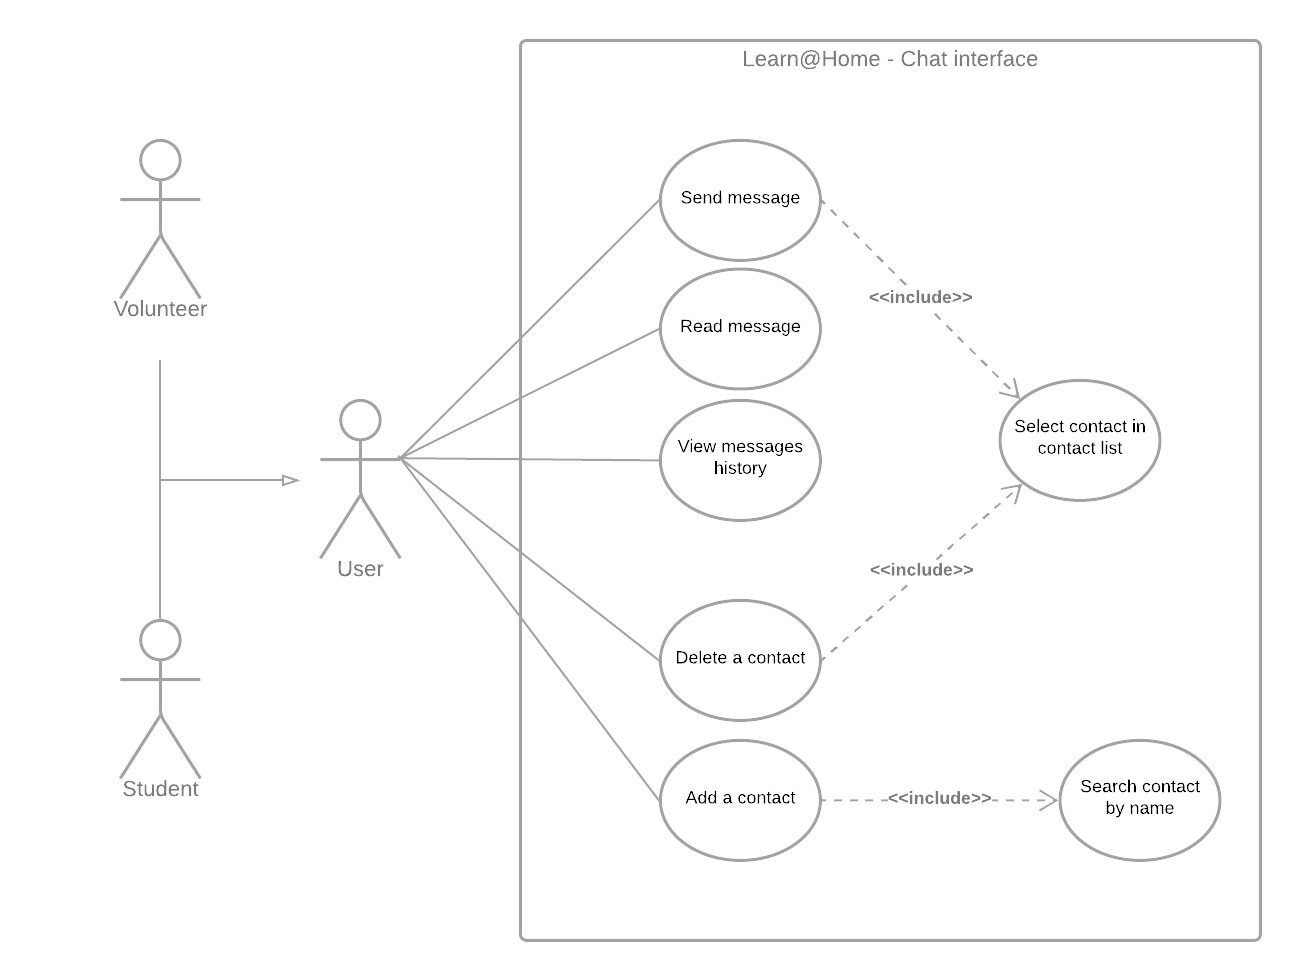 Learn@Home - Chat interface
Volunteer
Send message
<<include>>
Read message
Select contact in
contact list
View messages
history
User
<<include>>
Delete a contact
Student
Add a contact
<<include>>
Search contact
by name